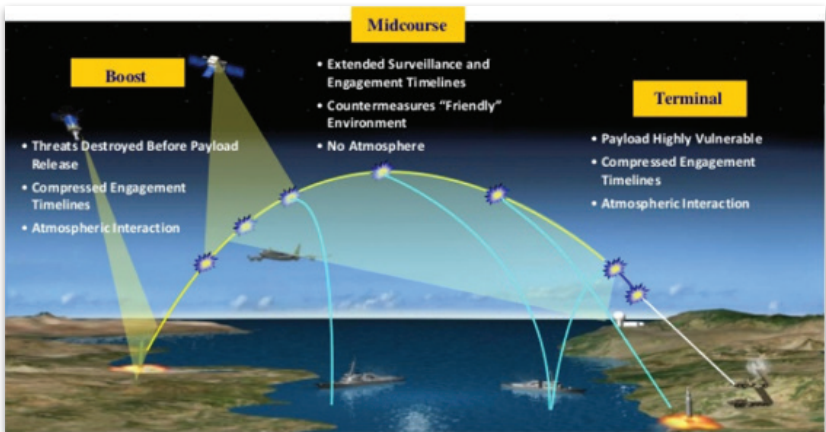 Boost
• Threats Destroyed Before Payload
Release
• Compressed Engagement
Timelines
• Atmospheric Interaction
Midcourse
• Extended Surveillance and
Engagement Timelines
• Countermeasures “Friendly”
Environment
• No Atmosphere
Terminal
• Payload Highly Vulnerable
• Compressed Engagement
Timelines
• Atmospheric Interaction